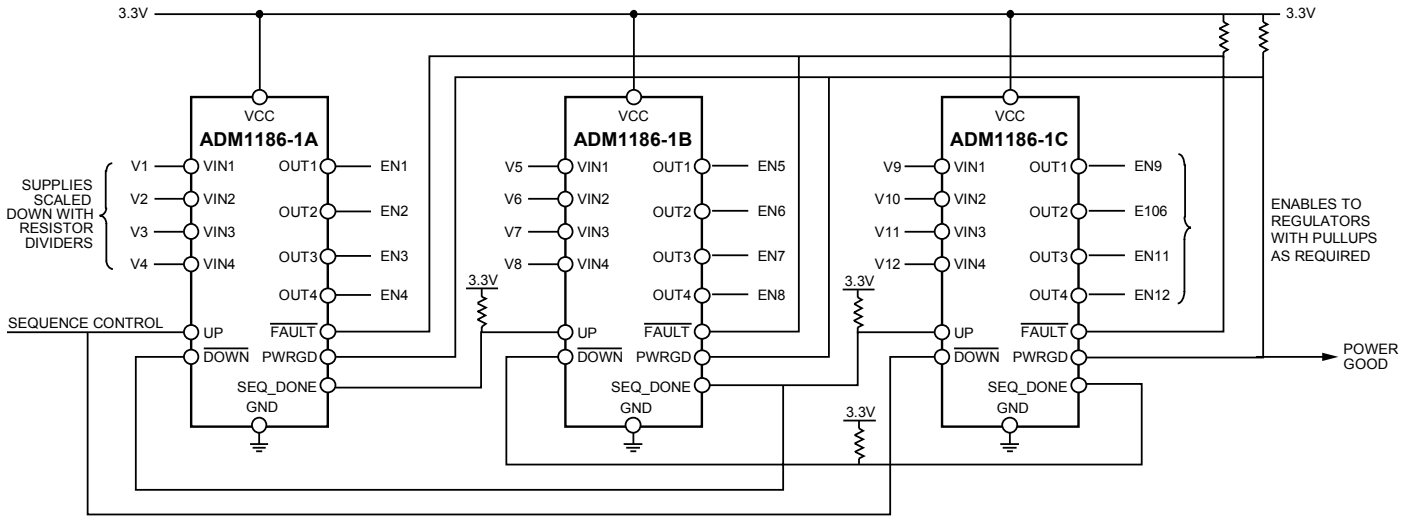 3.3V
3.3V
VCC
ADM1186-1A
V1
VIN1
OUT1
EN1
V2
VIN2
OUT2
EN2
V3
VIN3
OUT3
EN3
V4
VIN4
OUT4
EN4
SUPPLIES
SCALED
DOWN WITH
RESISTOR
DIVIDERS
SEQUENCE CONTROL
UP
FAULT
DOWN
PWRGD
SEQ_DONE
GND
3.3V
VCC
ADM1186-1B
V5
VIN1
OUT1
EN5
V6
VIN2
OUT2
EN6
V7
VIN3
OUT3
EN7
V8
VIN4
OUT4
EN8
UP
FAULT
DOWN
PWRGD
SEQ_DONE
GND
3.3V
3.3V
VCC
ADM1186-1C
V9
VIN1
OUT1
EN9
V10
VIN2
OUT2
E106
V11
VIN3
OUT3
EN11
V12
VIN4
OUT4
EN12
UP
FAULT
DOWN
PWRGD
SEQ_DONE
GND
ENABLES TO
REGULATORS
WITH PULLUPS
AS REQUIRED
POWER
GOOD